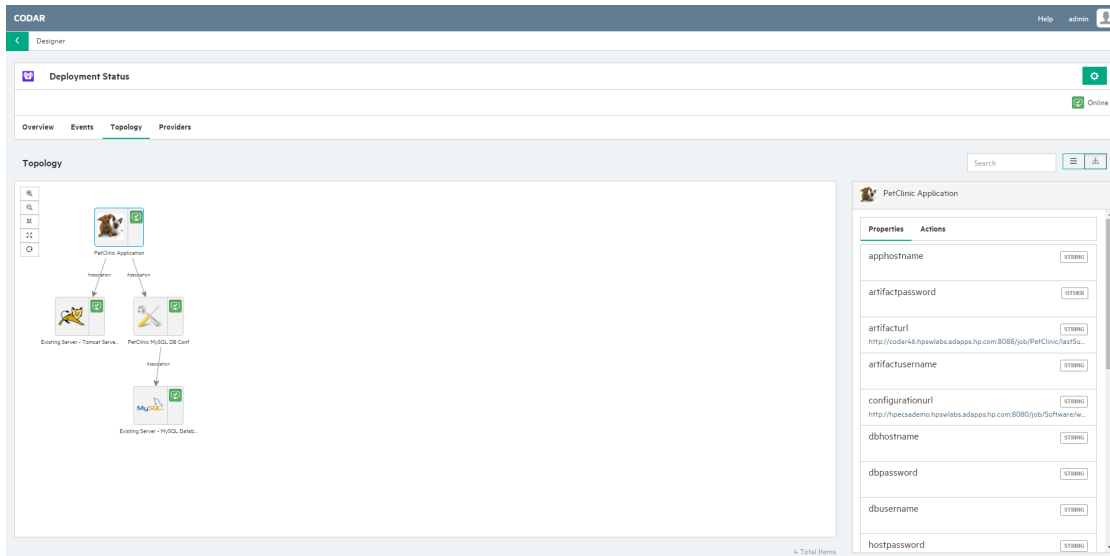 CODAR
Help admin
Designer
Deployment Status
Online
Overview Events Topology Providers
Topology
Search
PetClinic Application
Association Association
Existing Server - Tomcat Serve... PetClinic MySQL DB Conf
Association
MySQL
Existing Server - MySQL Datab...
4 Total Items
PetClinic Application
Properties Actions
apphostname STRING
artifactpassword OTHER
artifacturl STRING
http://codar46.hpswlabs.adapps.hp.com:8088/job/PetClinic/lastSu...
artifactusername STRING
configurationurl STRING
http://hpecsademo.hpswlabs.adapps.hp.com:8080/job/Software/w...
dbhostname STRING
dbpassword STRING
dbusername STRING
hostpassword STRING